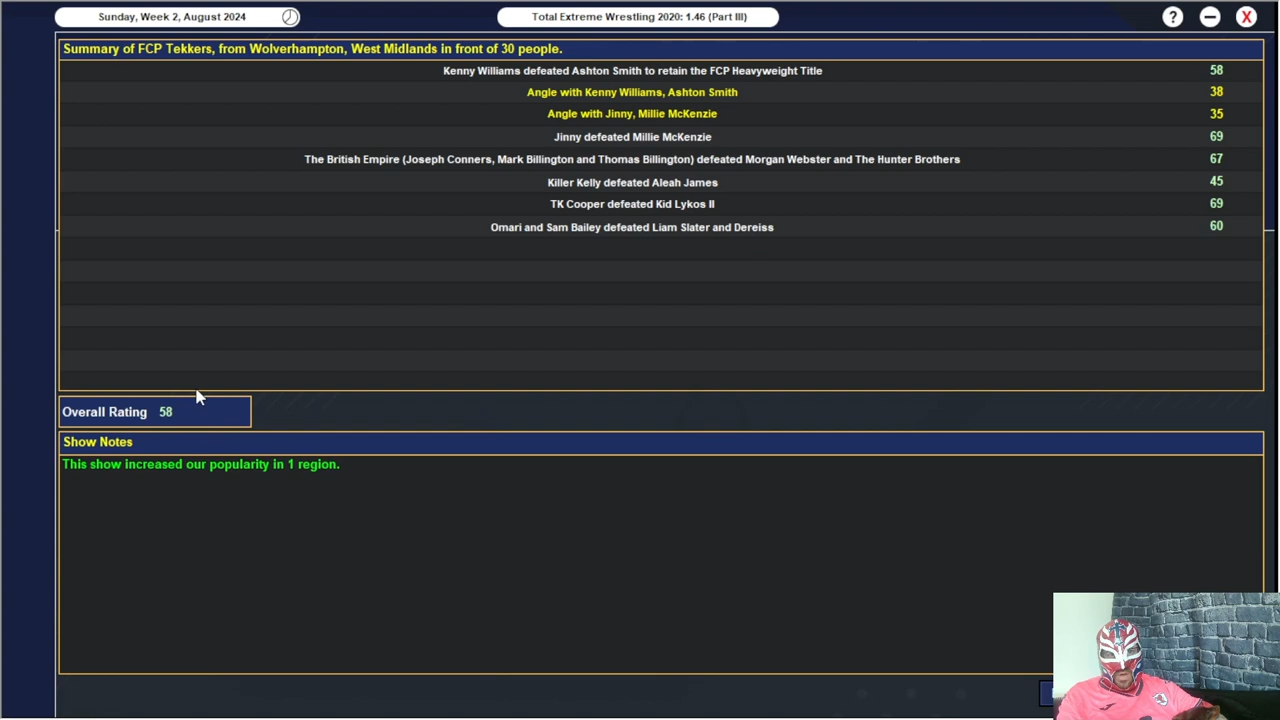 Sunday, Week 2, August 2024
Total Extreme Wrestling 2020: 1.46 (Part III)
? X
Summary of FCP Tekkers, from Wolverhampton, West Midlands in front of 30 people.
Kenny Williams defeated Ashton Smith to retain the FCP Heavyweight Title 58
Angle with Kenny Williams, Ashton Smith 38
Angle with Jinny, Millie McKenzie 35
Jinny defeated Millie McKenzie 69
The British Empire (Joseph Conners, Mark Billington and Thomas Billington) defeated Morgan Webster and The Hunter Brothers 67
Killer Kelly defeated Aleah James 45
TK Cooper defeated Kid Lykos II 69
Omari and Sam Bailey defeated Liam Slater and Dereiss 60
Overall Rating 58
Show Notes
This show increased our popularity in 1 region.